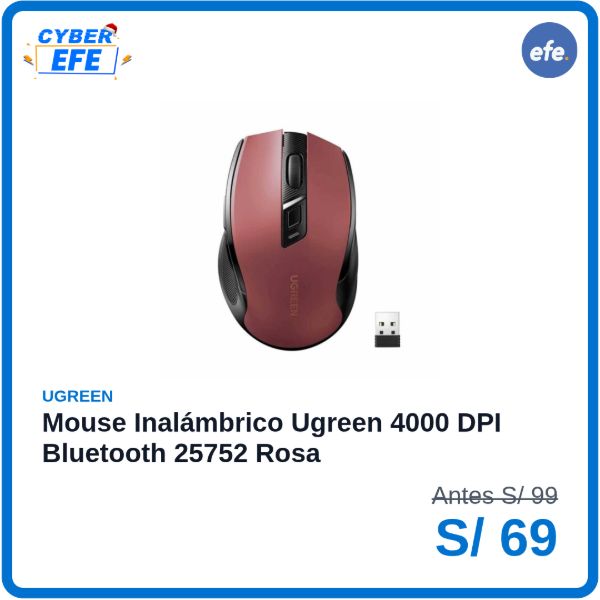 CYBER
EFE
efe.
UGREEN
UGREEN
Mouse Inalámbrico Ugreen 4000 DPI
Bluetooth 25752 Rosa
Antes S/ 99
S/ 69